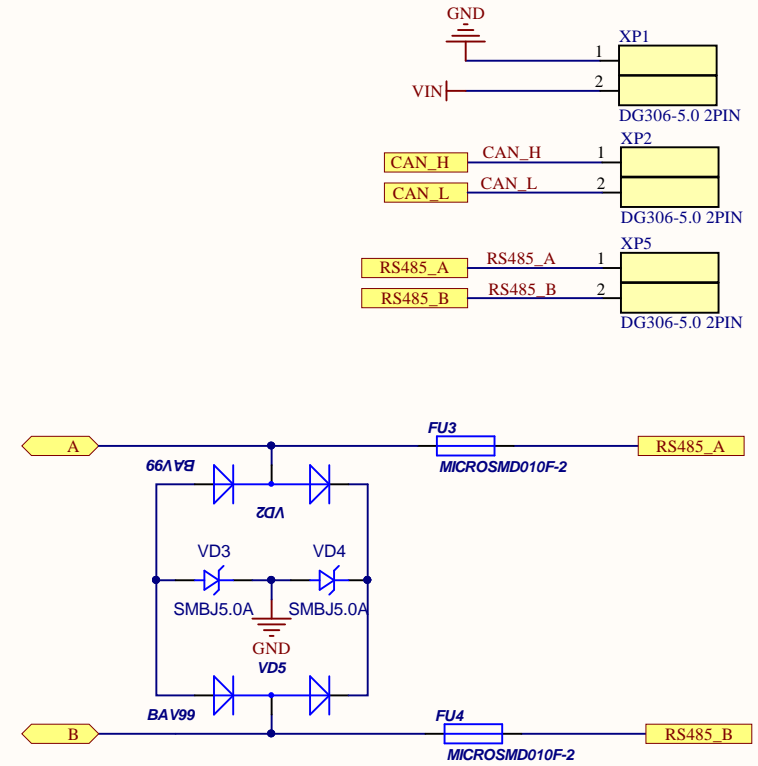 GND
XP1
1
VIN
2
DG306-5.0 2PIN
XP2
CAN_H
CAN_H
1
CAN_L
CAN_L
2
DG306-5.0 2PIN
XP5
RS485_A
RS485_A
1
RS485_B
RS485_B
2
DG306-5.0 2PIN
FU3
A
RS485_A
BAV99
MICROSMD010F-2
VD2
VD3
VD4
SMBJ5.0A
SMBJ5.0A
GND
VD5
BAV99
FU4
B
RS485_B
MICROSMD010F-2